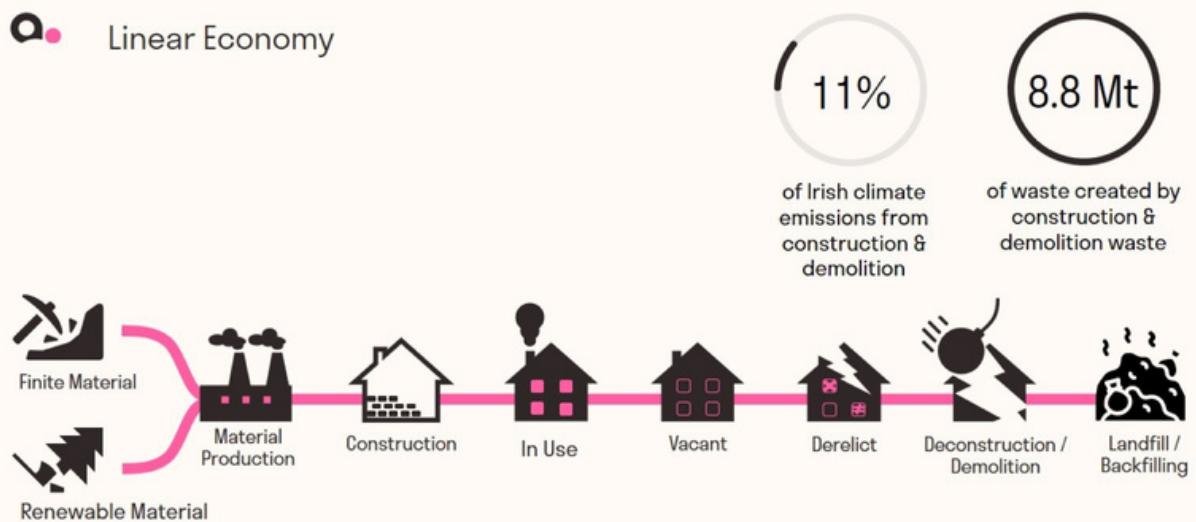 a.
Linear Economy
11%
of Irish climate
emissions from
construction &
demolition
8.8 Mt
of waste created by
construction &
demolition waste
Finite Material
Renewable Material
Material
Production
Construction
In Use
Vacant
Derelict
Deconstruction /
Demolition
Landfill /
Backfilling